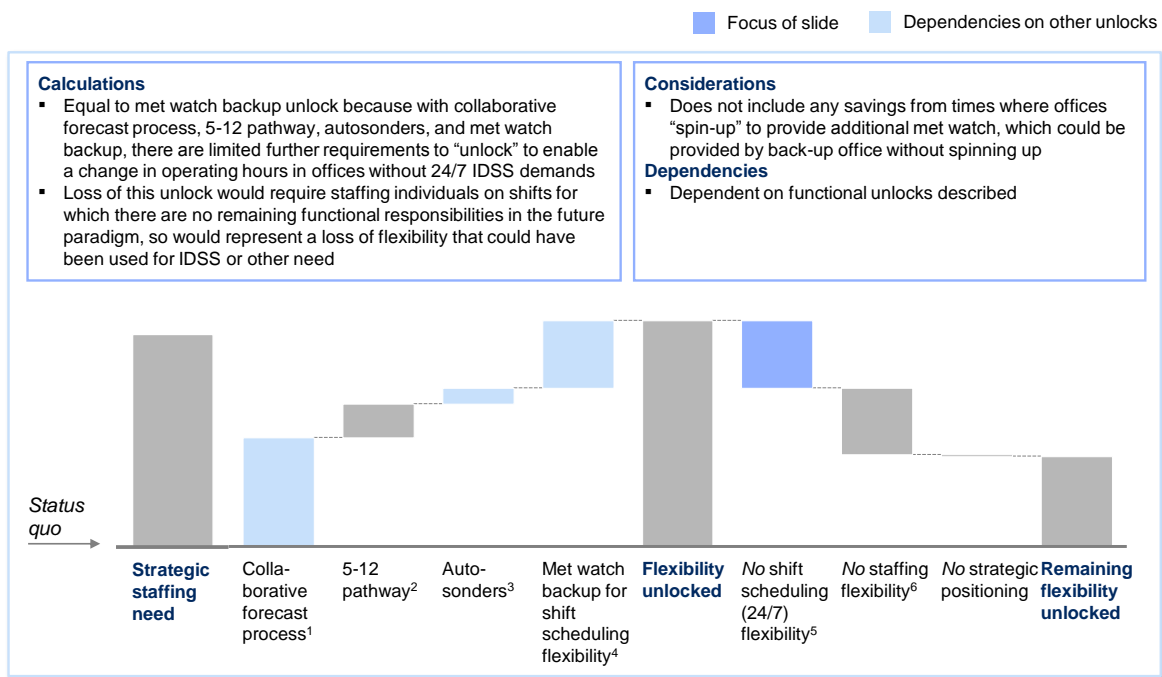 Focus of slide
Dependencies on other unlocks
Calculations
▪ Equal to met watch backup unlock because with collaborative
forecast process, 5-12 pathway, autosonders, and met watch
backup, there are limited further requirements to “unlock” to enable
a change in operating hours in offices without 24/7 IDSS demands
▪ Loss of this unlock would require staffing individuals on shifts for
which there are no remaining functional responsibilities in the future
paradigm, so would represent a loss of flexibility that could have
been used for IDSS or other need
Considerations
▪ Does not include any savings from times where offices
“spin-up” to provide additional met watch, which could be
provided by back-up office without spinning up
Dependencies
▪ Dependent on functional unlocks described
Status
quo
Strategic
staffing
need
Colla-
borative
forecast
process¹
5-12
pathway²
Auto-
sonders³
Met watch
backup for
shift
scheduling
flexibility⁴
Flexibility
unlocked
No shift
scheduling
(24/7)
flexibility⁵
No staffing
flexibility⁶
No strategic
positioning
Remaining
flexibility
unlocked